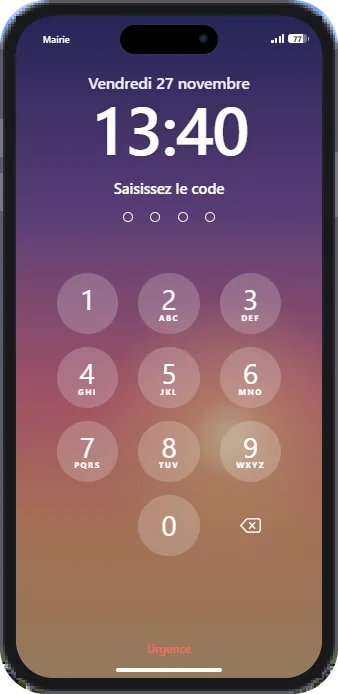 Mairie
77
Vendredi 27 novembre
13:40
Saisissez le code
1 2 3
ABC DEF
4 5 6
GHI JKL MNO
7 8 9
PQRS TUV WXYZ
0
Urgence